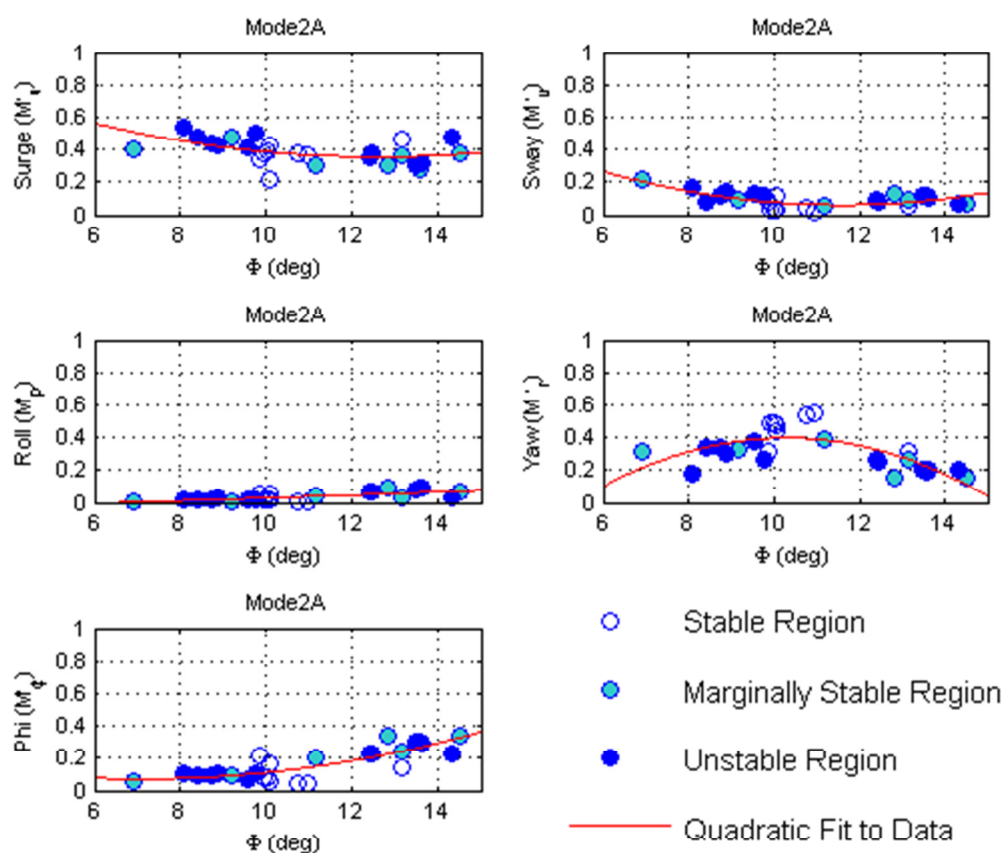 Mode2A
Surge (M'u)
1
0.8
0.6
0.4
0.2
0
6 8 10 12 14
Φ (deg)
Mode2A
Sway (M'υ)
1
0.8
0.6
0.4
0.2
0
6 8 10 12 14
Φ (deg)
Mode2A
Roll (M'p)
1
0.8
0.6
0.4
0.2
0
6 8 10 12 14
Φ (deg)
Mode2A
Yaw (M'r)
1
0.8
0.6
0.4
0.2
0
6 8 10 12 14
Φ (deg)
Mode2A
Phi (M'φ)
1
0.8
0.6
0.4
0.2
0
6 8 10 12 14
Φ (deg)
Stable Region
Marginally Stable Region
Unstable Region
Quadratic Fit to Data